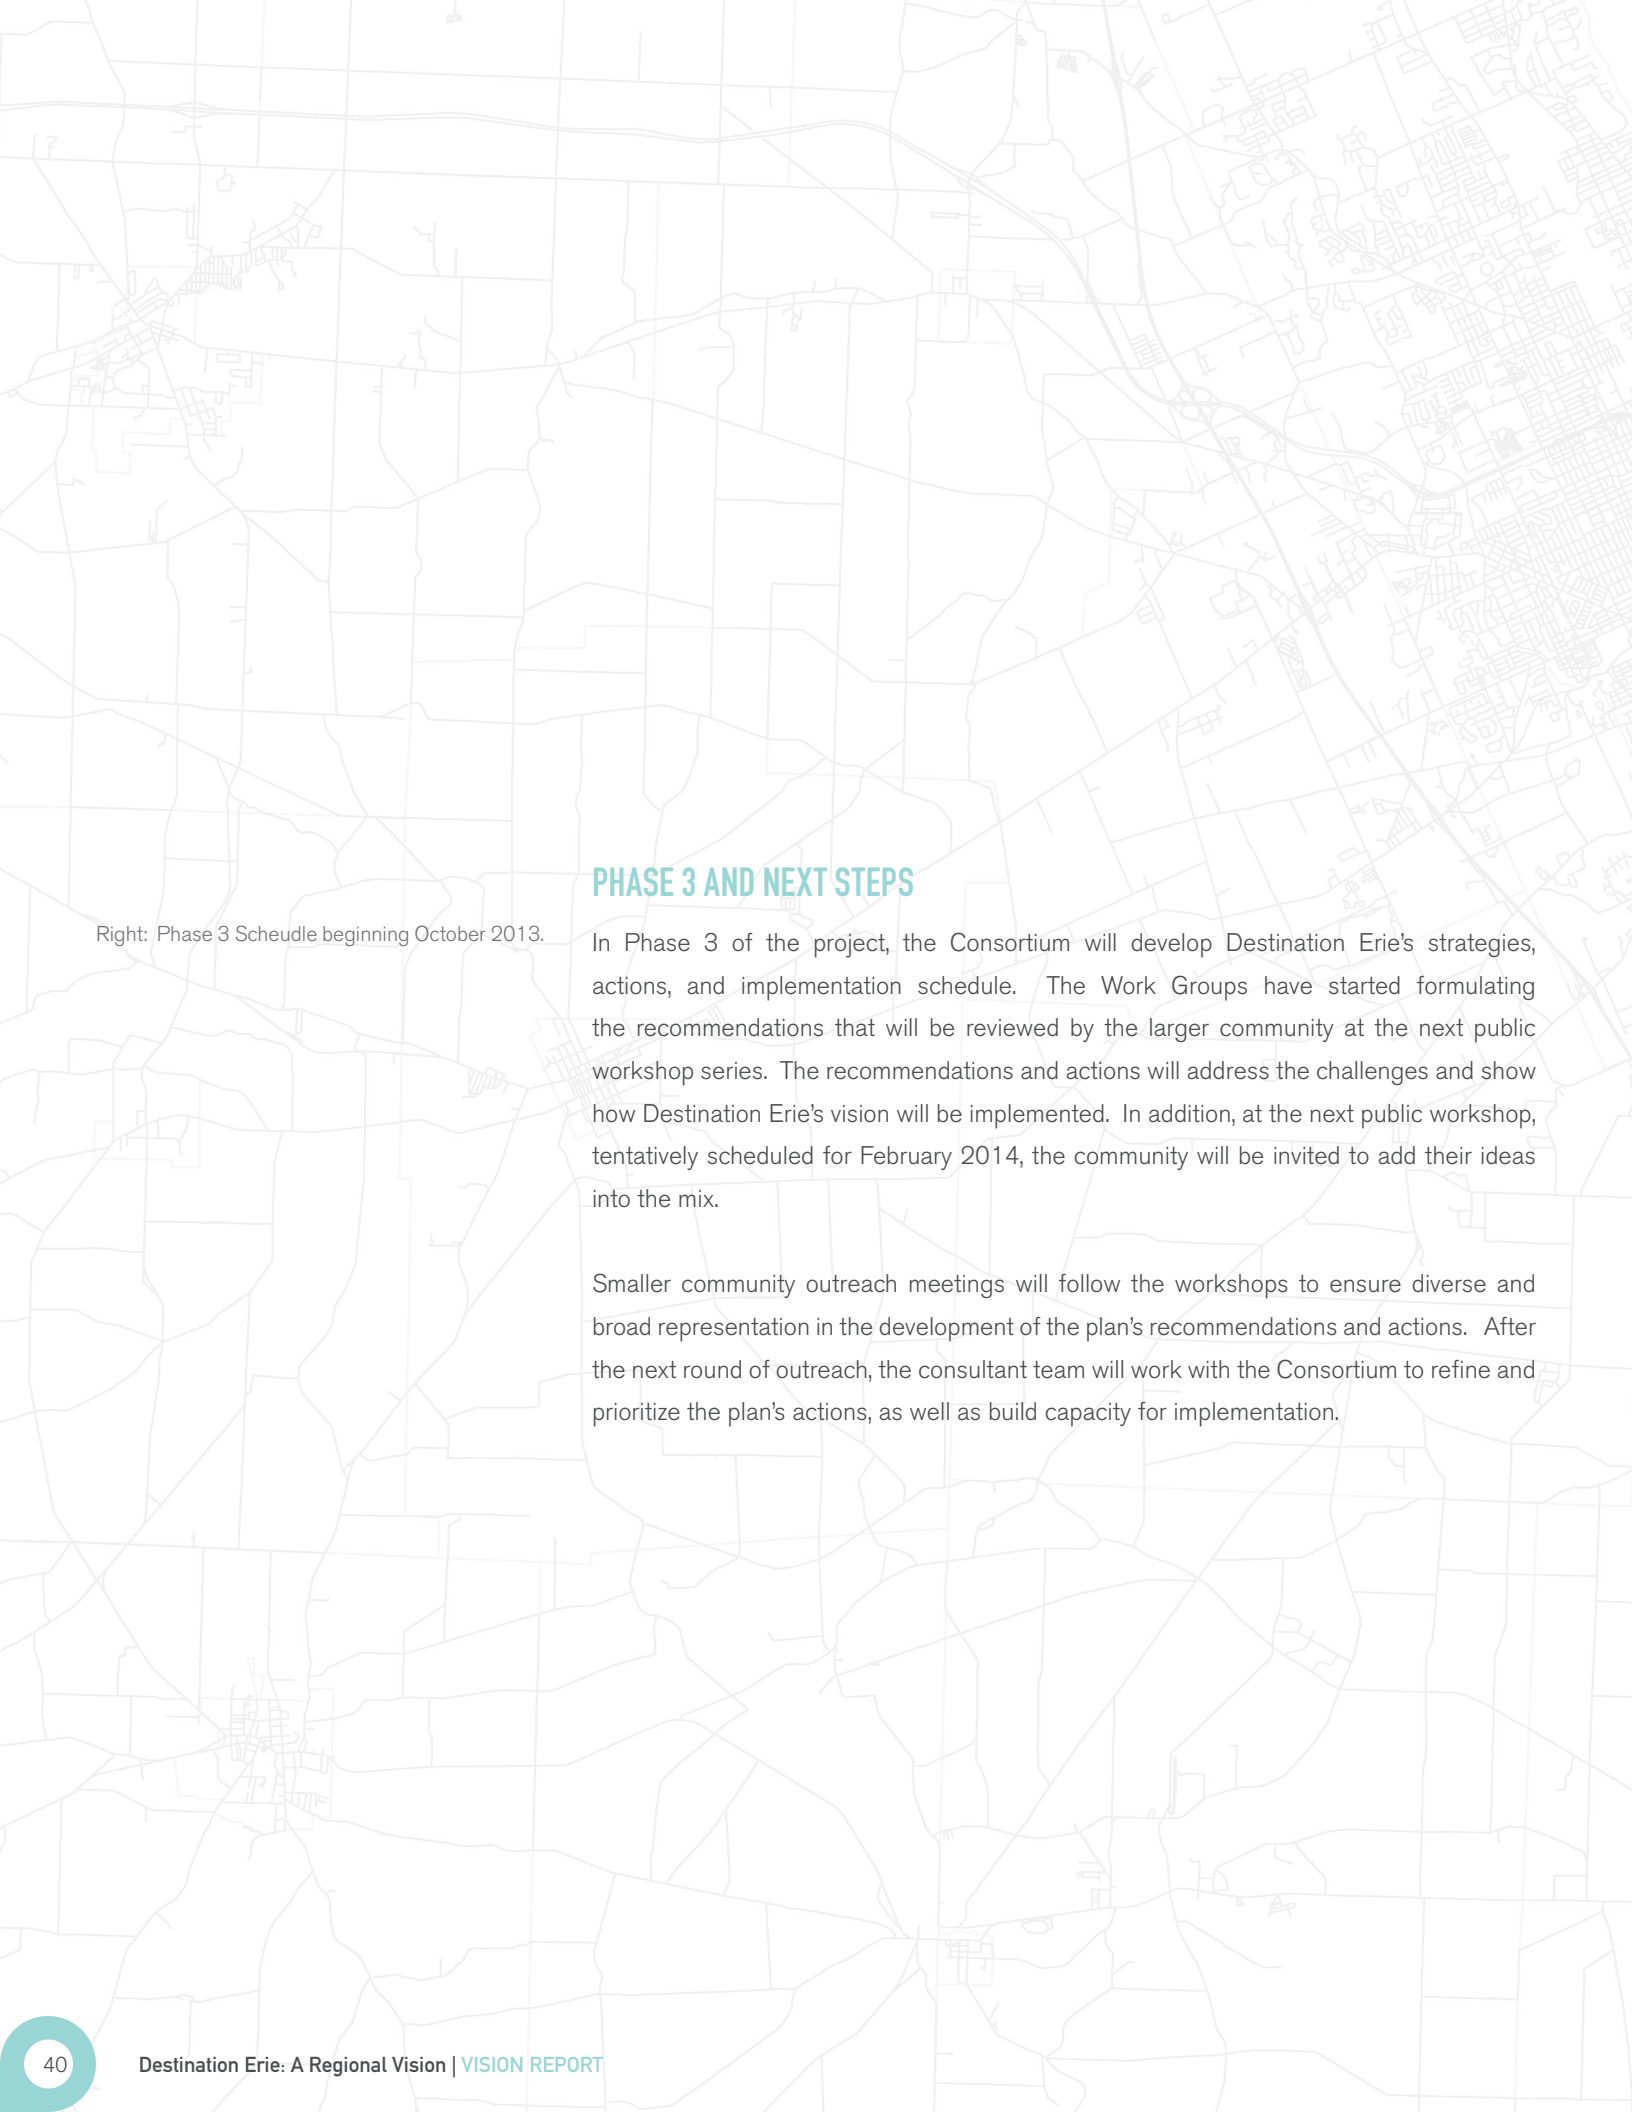 PHASE 3 AND NEXT STEPS
Right: Phase 3 Scheudle beginning October 2013.
In Phase 3 of the project, the Consortium will develop Destination Erie’s strategies,
actions, and implementation schedule. The Work Groups have started formulating
the recommendations that will be reviewed by the larger community at the next public
workshop series. The recommendations and actions will address the challenges and show
how Destination Erie’s vision will be implemented. In addition, at the next public workshop,
tentatively scheduled for February 2014, the community will be invited to add their ideas
into the mix.
Smaller community outreach meetings will follow the workshops to ensure diverse and
broad representation in the development of the plan’s recommendations and actions. After
the next round of outreach, the consultant team will work with the Consortium to refine and
prioritize the plan’s actions, as well as build capacity for implementation.
40 Destination Erie: A Regional Vision | VISION REPORT